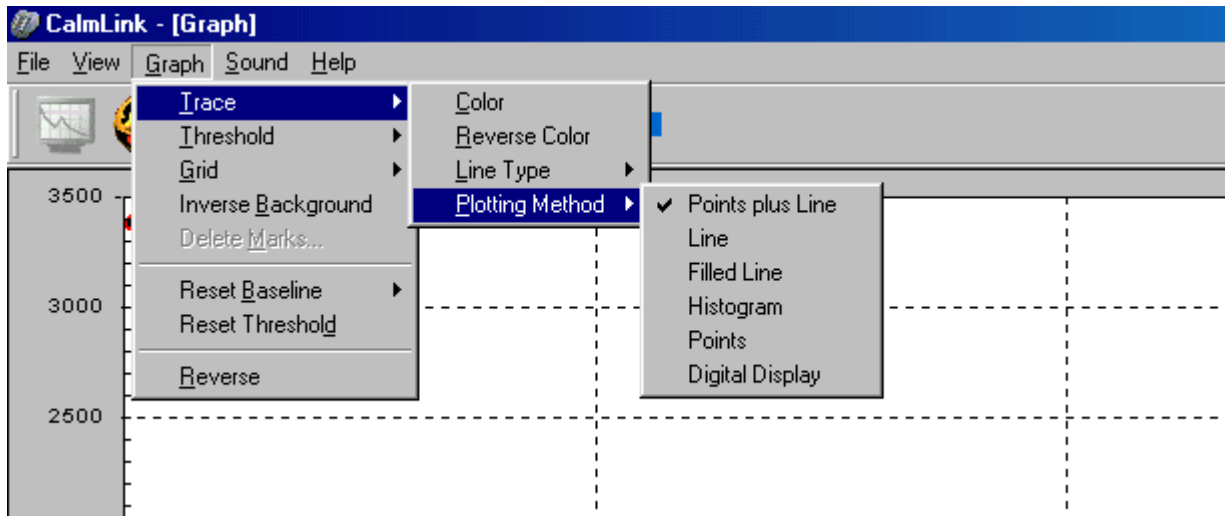 CalmLink - [Graph]
File View Graph Sound Help
Trace
Threshold
Grid
Inverse Background
Delete Marks...
Reset Baseline
Reset Threshold
Reverse
Color
Reverse Color
Line Type
Plotting Method
Points plus Line
Line
Filled Line
Histogram
Points
Digital Display
3500
3000
2500